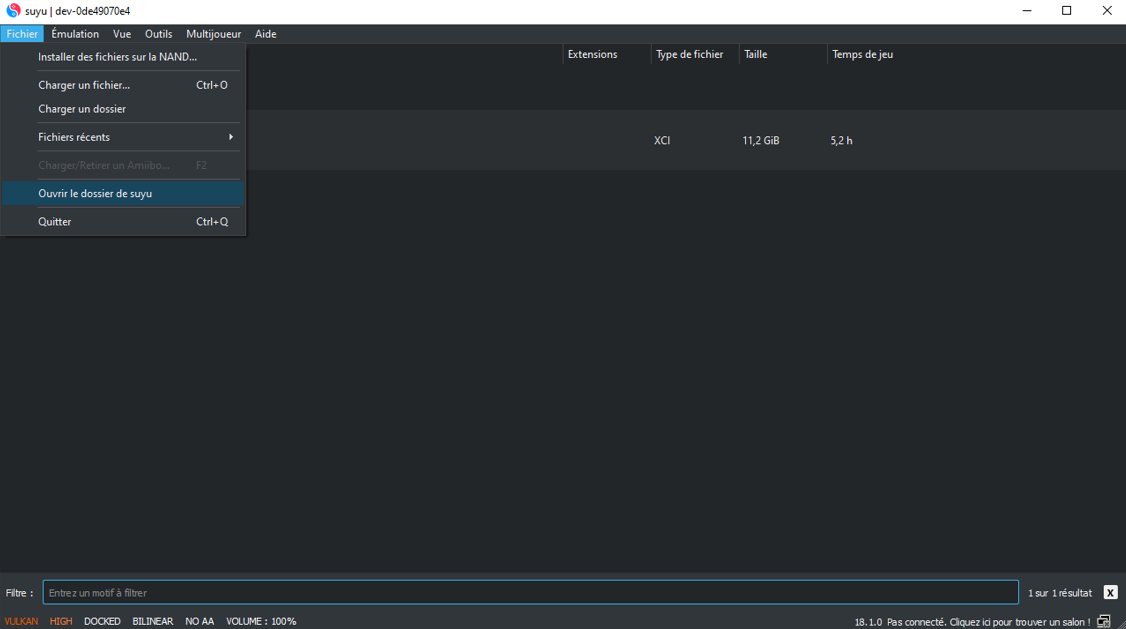 suyu | dev-0de49070e4
Fichier Émulation Vue Outils Multijoueur Aide
Installer des fichiers sur la NAND...
Extensions Type de fichier Taille Temps de jeu
Charger un fichier... Ctrl+O
Charger un dossier
Fichiers récents
XCI 11,2 GiB 5,2 h
Charger/Retirer un Amiibo... F2
Ouvrir le dossier de suyu
Quitter Ctrl+Q
Filtre : Entrez un motif à filtrer 1 sur 1 résultat X
VULKAN HIGH DOCKED BILINEAR NO AA VOLUME : 100% 18.1.0 Pas connecté. Cliquez ici pour trouver un salon !